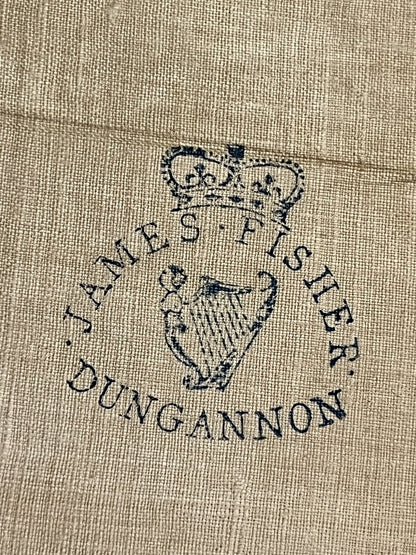 · JAMES · FISHER ·
DUNGANNON